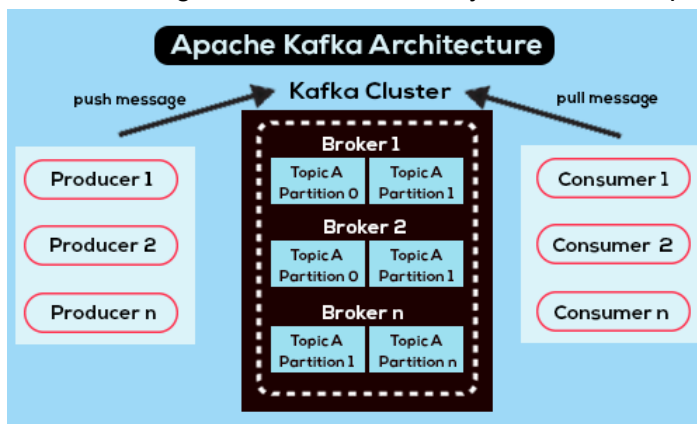 Apache Kafka Architecture
push message
Kafka Cluster
pull message
Producer 1
Producer 2
Producer n
Broker 1
Topic A
Partition 0
Topic A
Partition 1
Broker 2
Topic A
Partition 0
Topic A
Partition 1
Broker n
Topic A
Partition 1
Topic A
Partition n
Consumer 1
Consumer 2
Consumer n